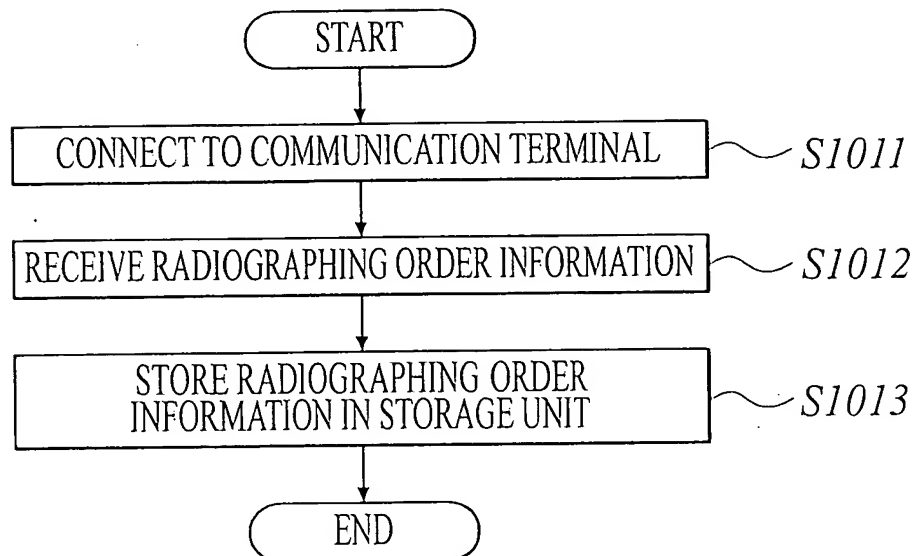 START
CONNECT TO COMMUNICATION TERMINAL
S1011
RECEIVE RADIOGRAPHING ORDER INFORMATION
S1012
STORE RADIOGRAPHING ORDER
INFORMATION IN STORAGE UNIT
S1013
END